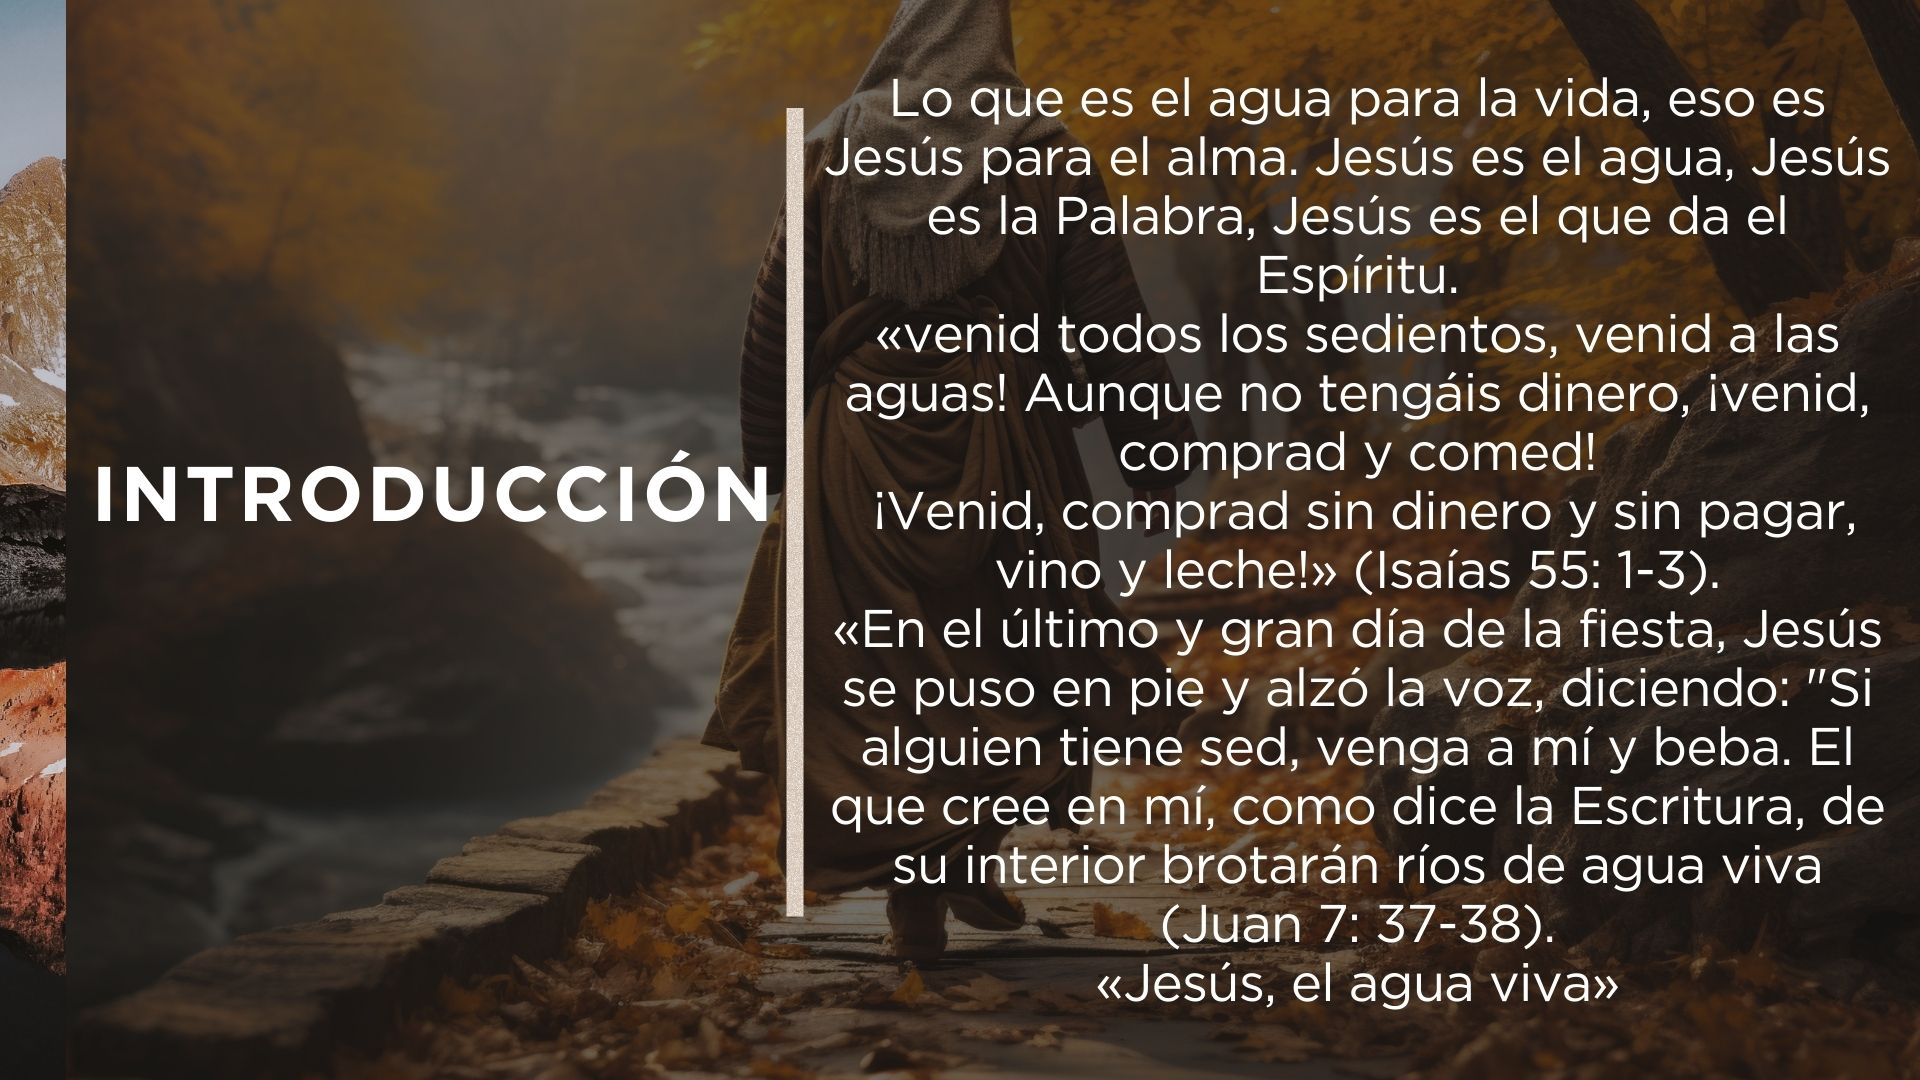 INTRODUCCIÓN
Lo que es el agua para la vida, eso es
Jesús para el alma. Jesús es el agua, Jesús
es la Palabra, Jesús es el que da el
Espíritu.
«venid todos los sedientos, venid a las
aguas! Aunque no tengáis dinero, ¡venid,
comprad y comed!
¡Venid, comprad sin dinero y sin pagar,
vino y leche!» (Isaías 55: 1-3).
«En el último y gran día de la fiesta, Jesús
se puso en pie y alzó la voz, diciendo: "Si
alguien tiene sed, venga a mí y beba. El
que cree en mí, como dice la Escritura, de
su interior brotarán ríos de agua viva
(Juan 7: 37-38).
«Jesús, el agua viva»